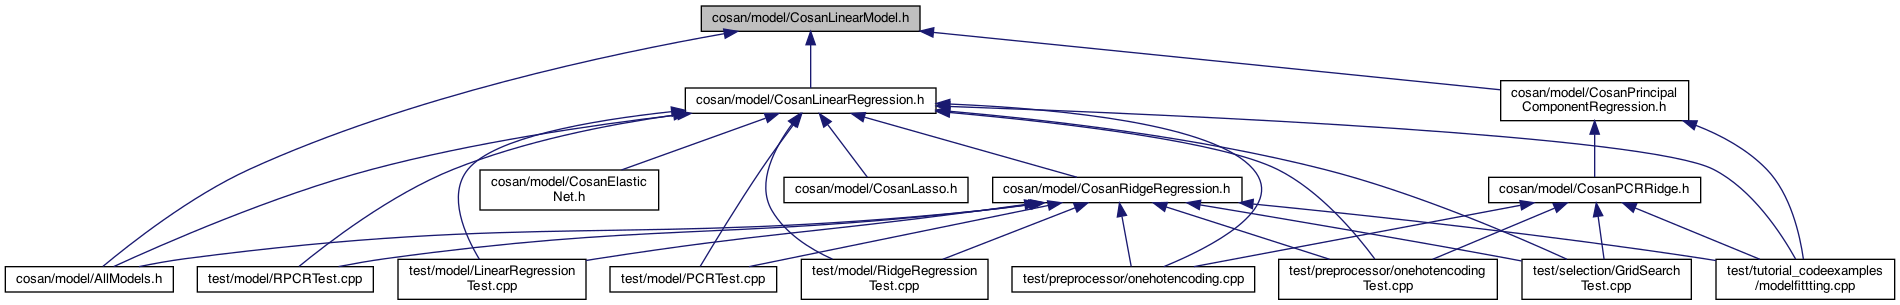 cosan/model/CosanLinearModel.h
cosan/model/CosanLinearRegression.h
cosan/model/CosanPrincipal
ComponentRegression.h
cosan/model/CosanElastic
Net.h
cosan/model/CosanLasso.h
cosan/model/CosanRidgeRegression.h
cosan/model/CosanPCRRidge.h
cosan/model/AllModels.h
test/model/RPCRTest.cpp
test/model/LinearRegression
Test.cpp
test/model/PCRTest.cpp
test/model/RidgeRegression
Test.cpp
test/preprocessor/onehotencoding.cpp
test/preprocessor/onehotencoding
Test.cpp
test/selection/GridSearch
Test.cpp
test/tutorial_codeexamples
/modelfittting.cpp